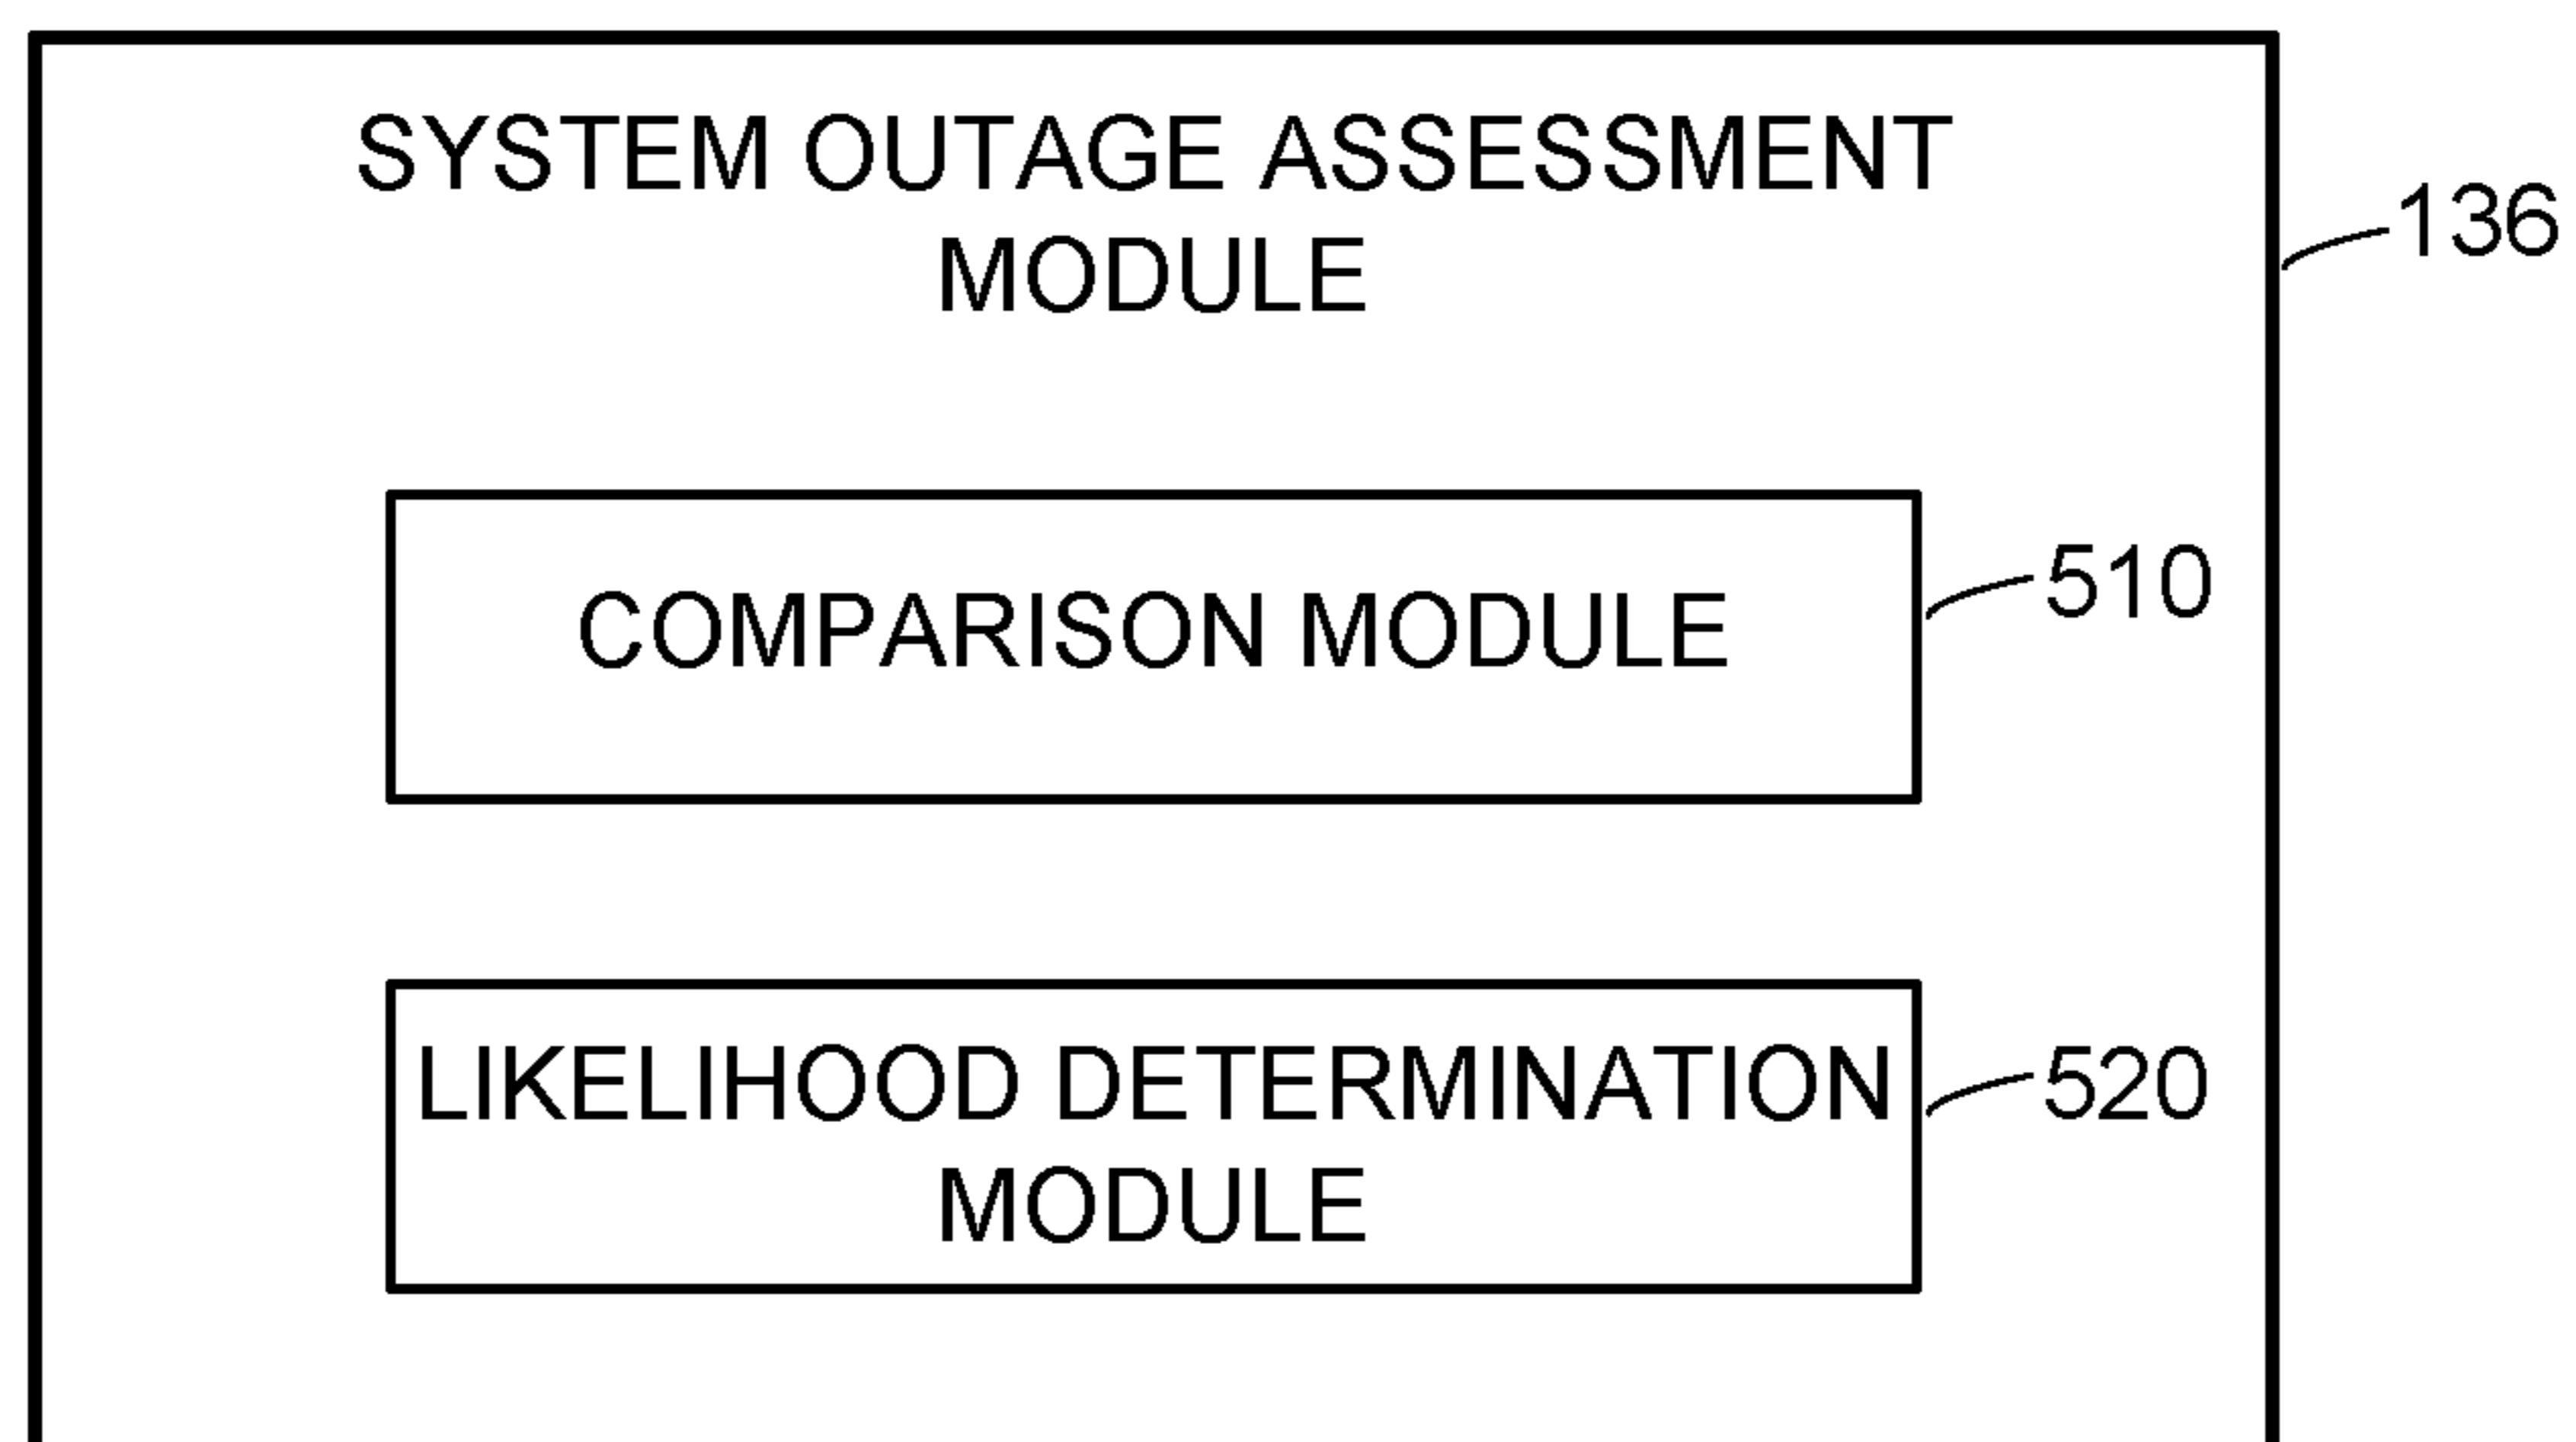 SYSTEM OUTAGE ASSESSMENT
MODULE
136
COMPARISON MODULE
510
LIKELIHOOD DETERMINATION
MODULE
520